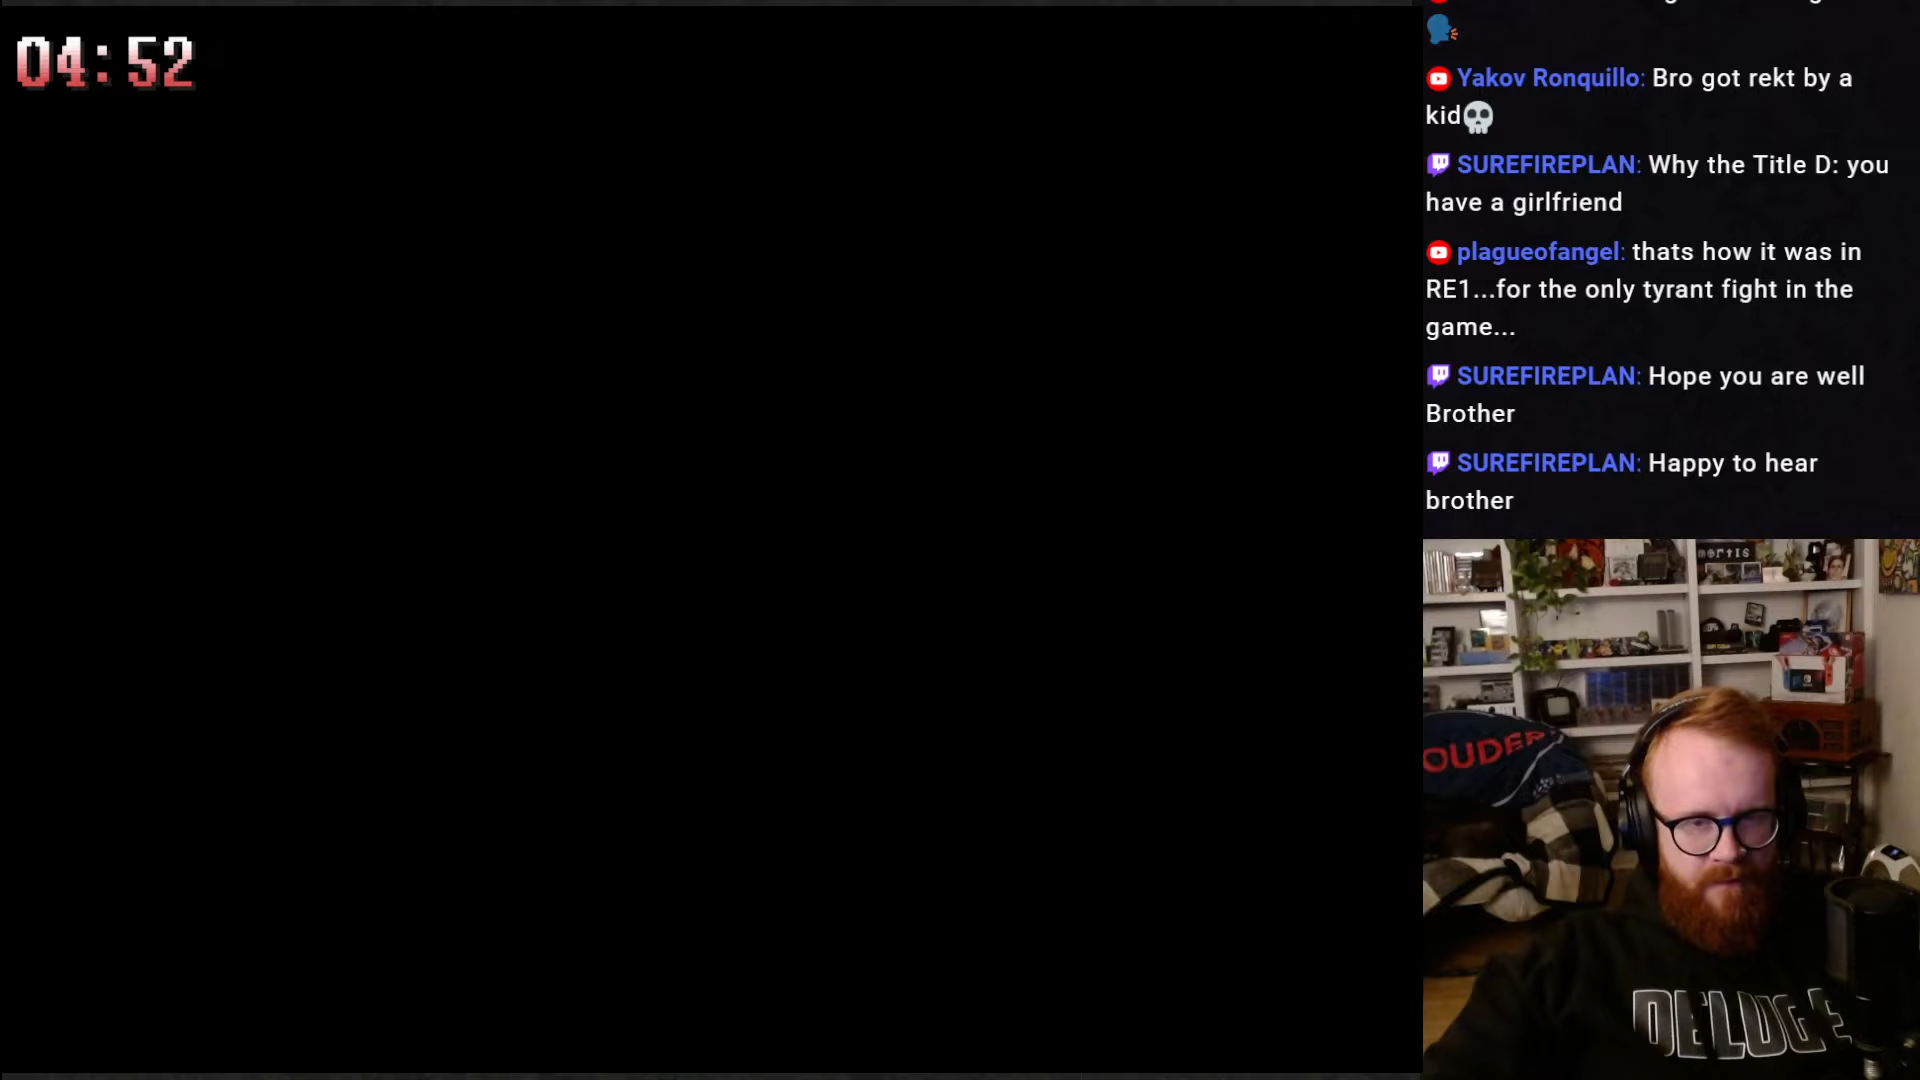 04:52
Yakov Ronquillo: Bro got rekt by a
kid
SUREFIREPLAN: Why the Title D: you
have a girlfriend
plagueofangel: thats how it was in
RE1...for the only tyrant fight in the
game...
SUREFIREPLAN: Hope you are well
Brother
SUREFIREPLAN: Happy to hear
brother
mortis
OUDER
DELUGE